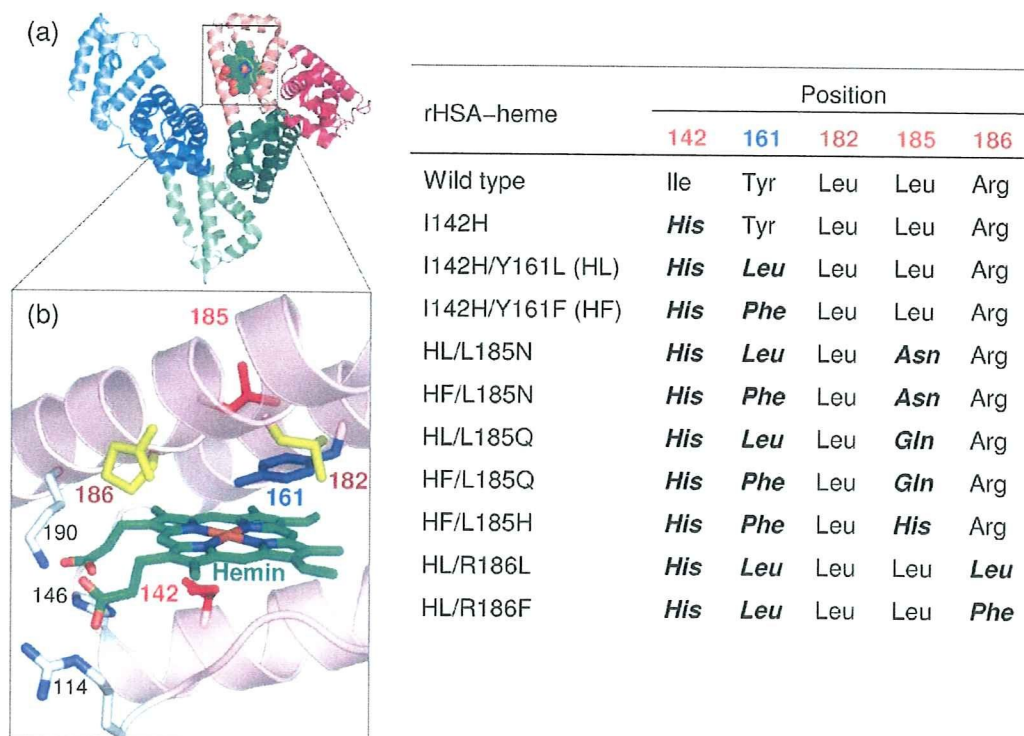 (a)
(b)
185
186
182
161
190
Hemin
142
146
114
rHSA–heme Position
142 161 182 185 186
Wild type Ile Tyr Leu Leu Arg
I142H His Tyr Leu Leu Arg
I142H/Y161L (HL) His Leu Leu Leu Arg
I142H/Y161F (HF) His Phe Leu Leu Arg
HL/L185N His Leu Leu Asn Arg
HF/L185N His Phe Leu Asn Arg
HL/L185Q His Leu Leu Gln Arg
HF/L185Q His Phe Leu Gln Arg
HF/L185H His Phe Leu His Arg
HL/R186L His Leu Leu Leu Leu
HL/R186F His Leu Leu Leu Phe